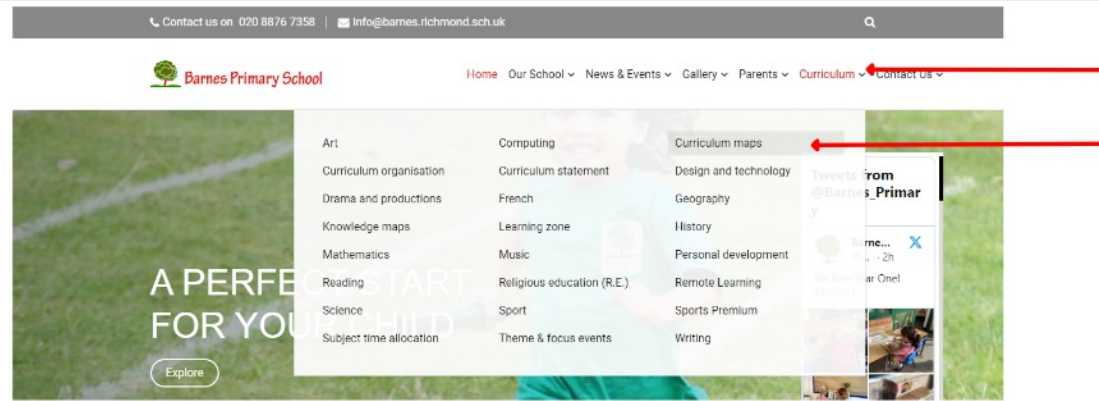 Contact us on 020 8876 7358 | info@barnes.richmond.sch.uk
Barnes Primary School
Home Our School News & Events Gallery Parents Curriculum Contact Us
Art Computing Curriculum maps
Curriculum organisation Curriculum statement Design and technology
Drama and productions French Geography
Knowledge maps Learning zone History
Mathematics Music Personal development
Reading Religious education (R.E.) Remote Learning
Science Sport Sports Premium
Subject time allocation Theme & focus events Writing
A PERFECT START
FOR YOUR CHILD
Explore
Tweets from
@Barnes_Primar
y
Barne...
· 2h
We love Year One!